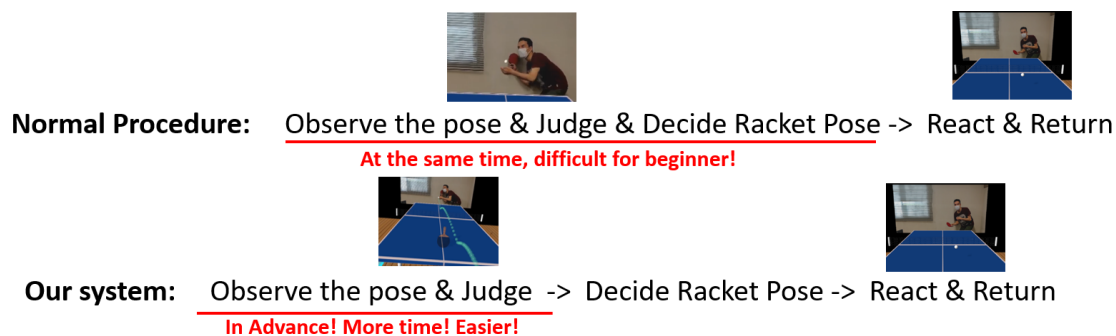 Normal Procedure: Observe the pose & Judge & Decide Racket Pose -> React & Return
At the same time, difficult for beginner!
Our system: Observe the pose & Judge -> Decide Racket Pose -> React & Return
In Advance! More time! Easier!